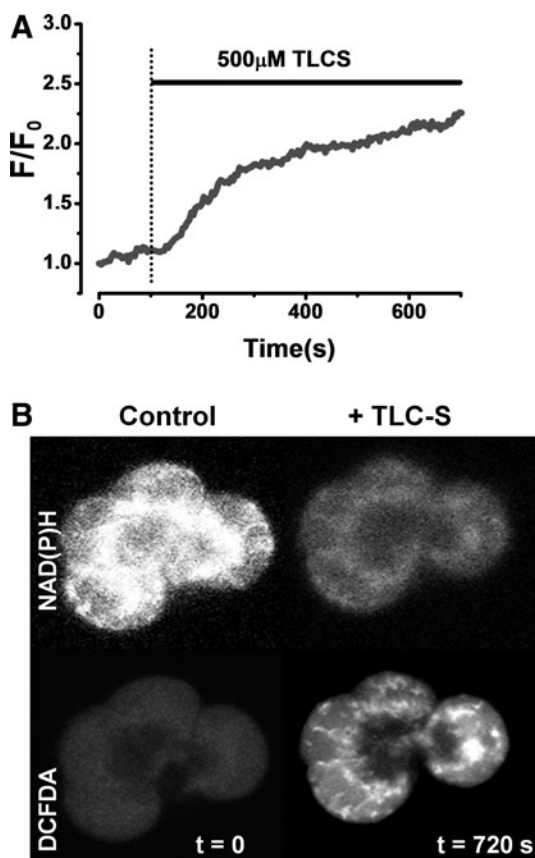 A
3.0
2.5
2.0
1.5
1.0
F/F0
500μM TLCS
0
200
400
600
Time(s)
B
Control
+ TLC-S
NAD(P)H
DCFDA
t = 0
t = 720 s